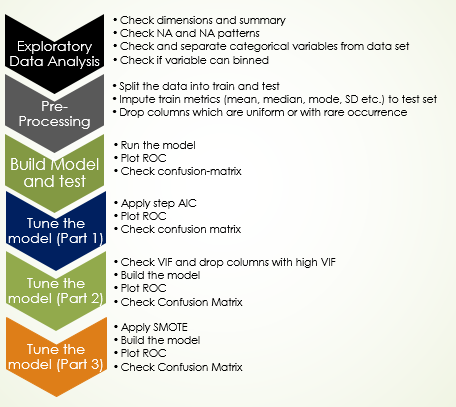 Exploratory
Data Analysis
• Check dimensions and summary
• Check NA and NA patterns
• Check and separate categorical variables from data set
• Check if variable can binned
Pre-
Processing
• Split the data into train and test
• Impute train metrics (mean, median, mode, SD etc.) to test set
• Drop columns which are uniform or with rare occurrence
Build Model
and test
• Run the model
• Plot ROC
• Check confusion-matrix
Tune the
model (Part 1)
• Apply step AIC
• Plot ROC
• Check confusion matrix
Tune the
model (Part 2)
• Check VIF and drop columns with high VIF
• Build the model
• Plot ROC
• Check Confusion Matrix
Tune the
model (Part 3)
• Apply SMOTE
• Build the model
• Plot ROC
• Check Confusion Matrix